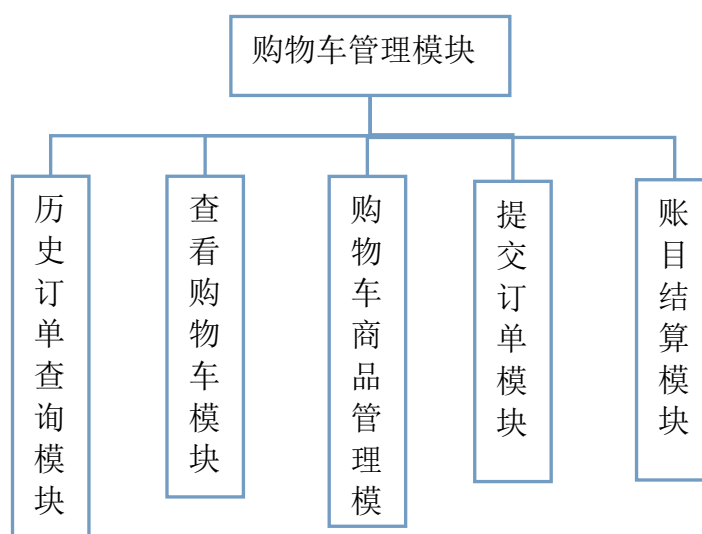 购物车管理模块
历史订单查询模块
查看购物车模块
购物车商品管理模
提交订单模块
账目结算模块